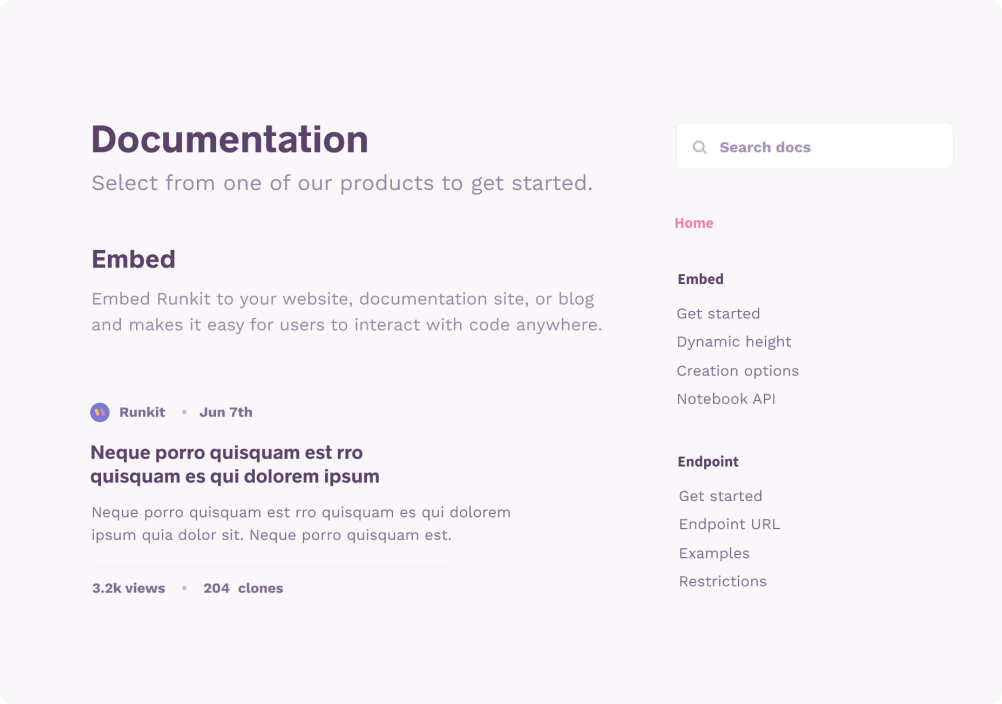 Documentation
Select from one of our products to get started.
Embed
Embed Runkit to your website, documentation site, or blog
and makes it easy for users to interact with code anywhere.
Runkit • Jun 7th
Neque porro quisquam est rro
quisquam es qui dolorem ipsum
Neque porro quisquam est rro quisquam es qui dolorem
ipsum quia dolor sit. Neque porro quisquam est.
3.2k views • 204 clones
Search docs
Home
Embed
Get started
Dynamic height
Creation options
Notebook API
Endpoint
Get started
Endpoint URL
Examples
Restrictions